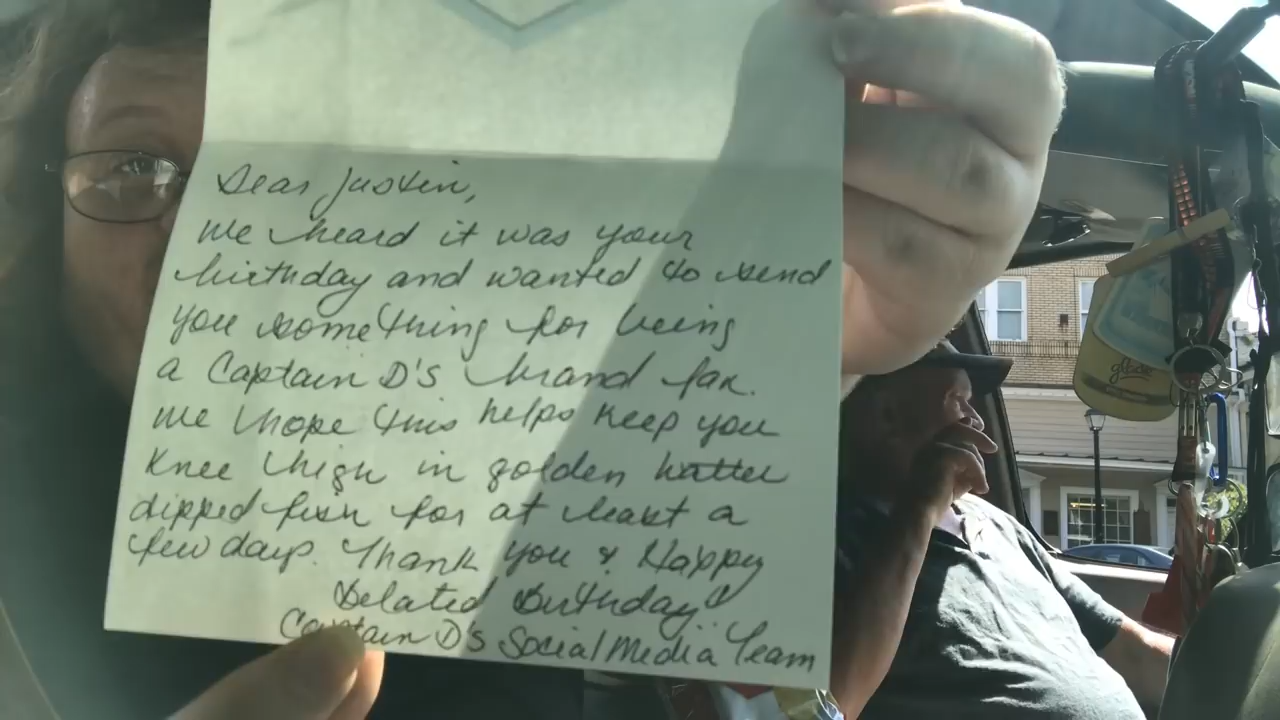 Dear Justin,
We heard it was your
birthday and wanted to send
you something for being
a Captain D's brand fan.
We hope this helps keep you
Knee high in golden batter
dipped fish for at least a
few days. Thank you & Happy
Belated Birthday!
Captain D's Social Media Team
glide